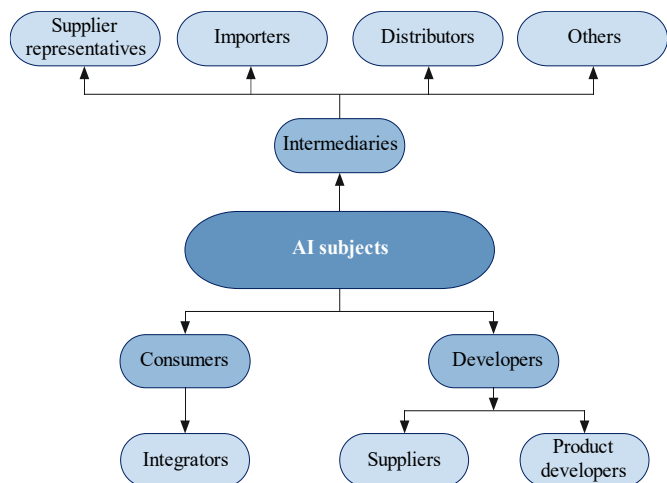 Supplier
representatives
Importers
Distributors
Others
Intermediaries
AI subjects
Consumers
Developers
Integrators
Suppliers
Product
developers